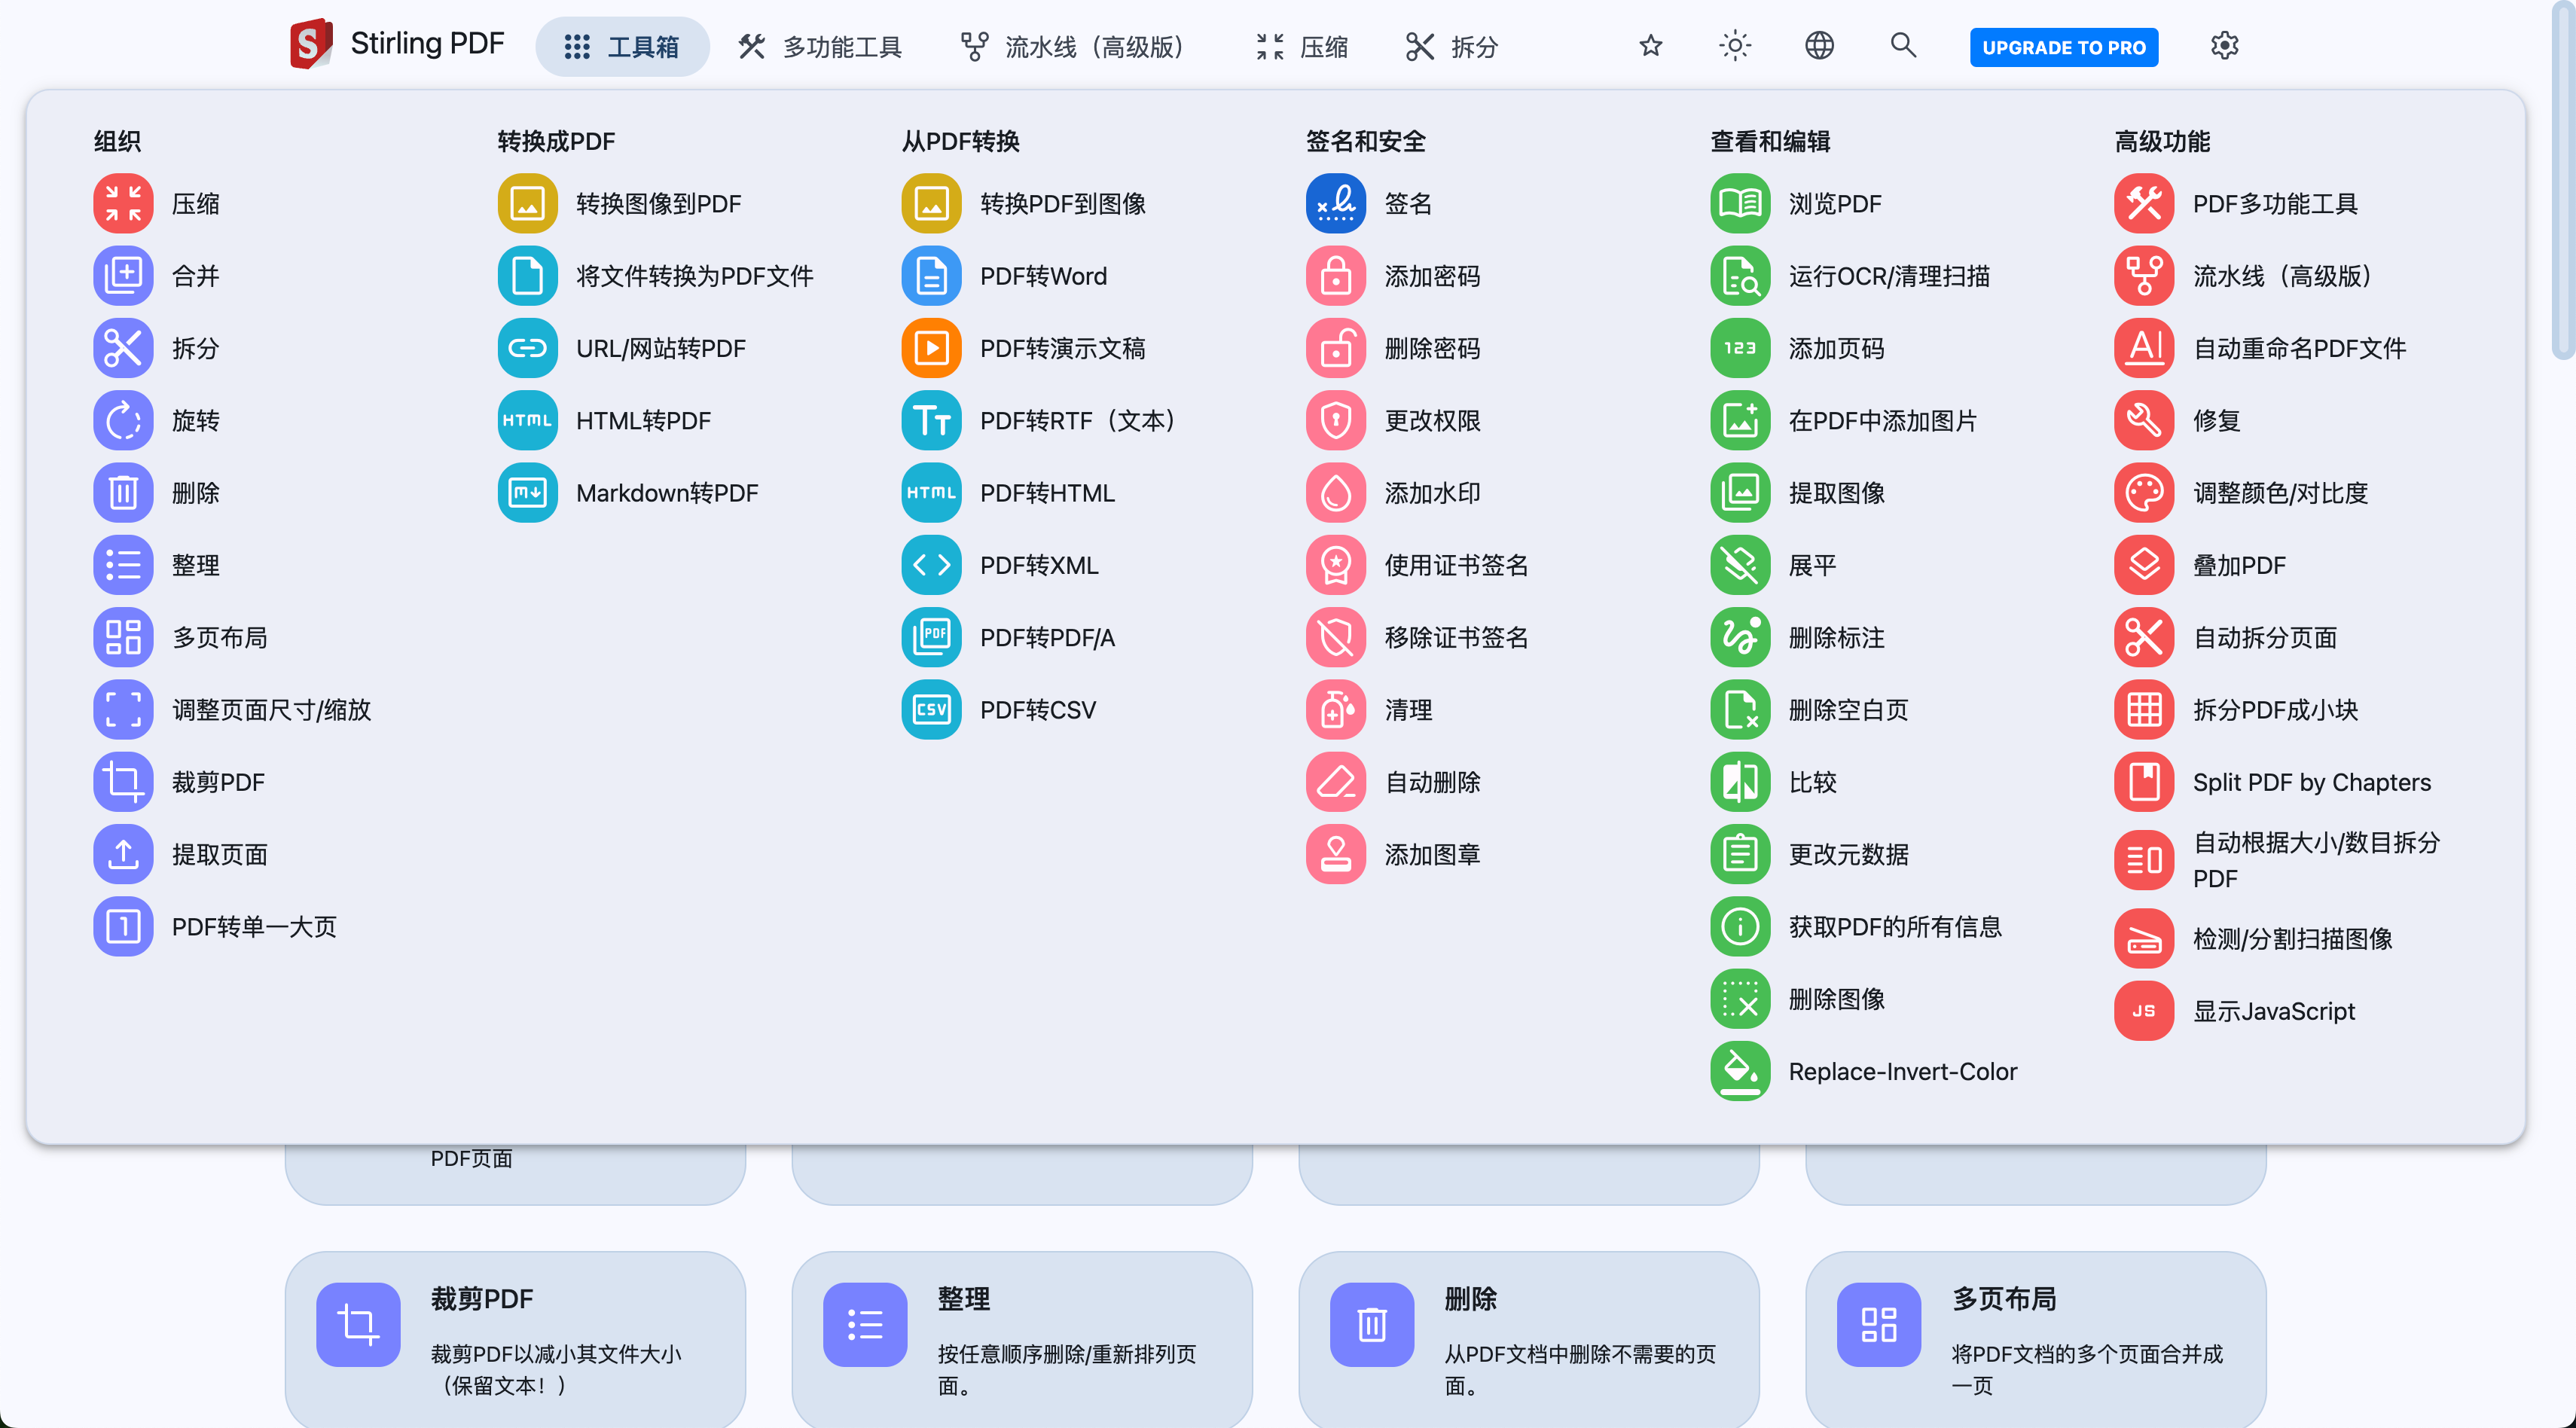 Stirling PDF
工具箱
多功能工具
流水线（高级版）
压缩
拆分
UPGRADE TO PRO
组织
压缩
合并
拆分
旋转
删除
整理
多页布局
调整页面尺寸/缩放
裁剪PDF
提取页面
PDF转单一大页
转换成PDF
转换图像到PDF
将文件转换为PDF文件
URL/网站转PDF
HTML
HTML转PDF
Markdown转PDF
从PDF转换
转换PDF到图像
PDF转Word
PDF转演示文稿
PDF转RTF（文本）
HTML
PDF转HTML
PDF转XML
PDF
PDF转PDF/A
CSV
PDF转CSV
签名和安全
签名
添加密码
删除密码
更改权限
添加水印
使用证书签名
移除证书签名
清理
自动删除
添加图章
查看和编辑
浏览PDF
运行OCR/清理扫描
123
添加页码
在PDF中添加图片
提取图像
展平
删除标注
删除空白页
比较
更改元数据
获取PDF的所有信息
删除图像
Replace-Invert-Color
高级功能
PDF多功能工具
流水线（高级版）
自动重命名PDF文件
修复
调整颜色/对比度
叠加PDF
自动拆分页面
拆分PDF成小块
Split PDF by Chapters
自动根据大小/数目拆分
PDF
检测/分割扫描图像
JS
显示JavaScript
PDF页面
裁剪PDF
裁剪PDF以减小其文件大小
（保留文本！）
整理
按任意顺序删除/重新排列页
面。
删除
从PDF文档中删除不需要的页
面。
多页布局
将PDF文档的多个页面合并成
一页